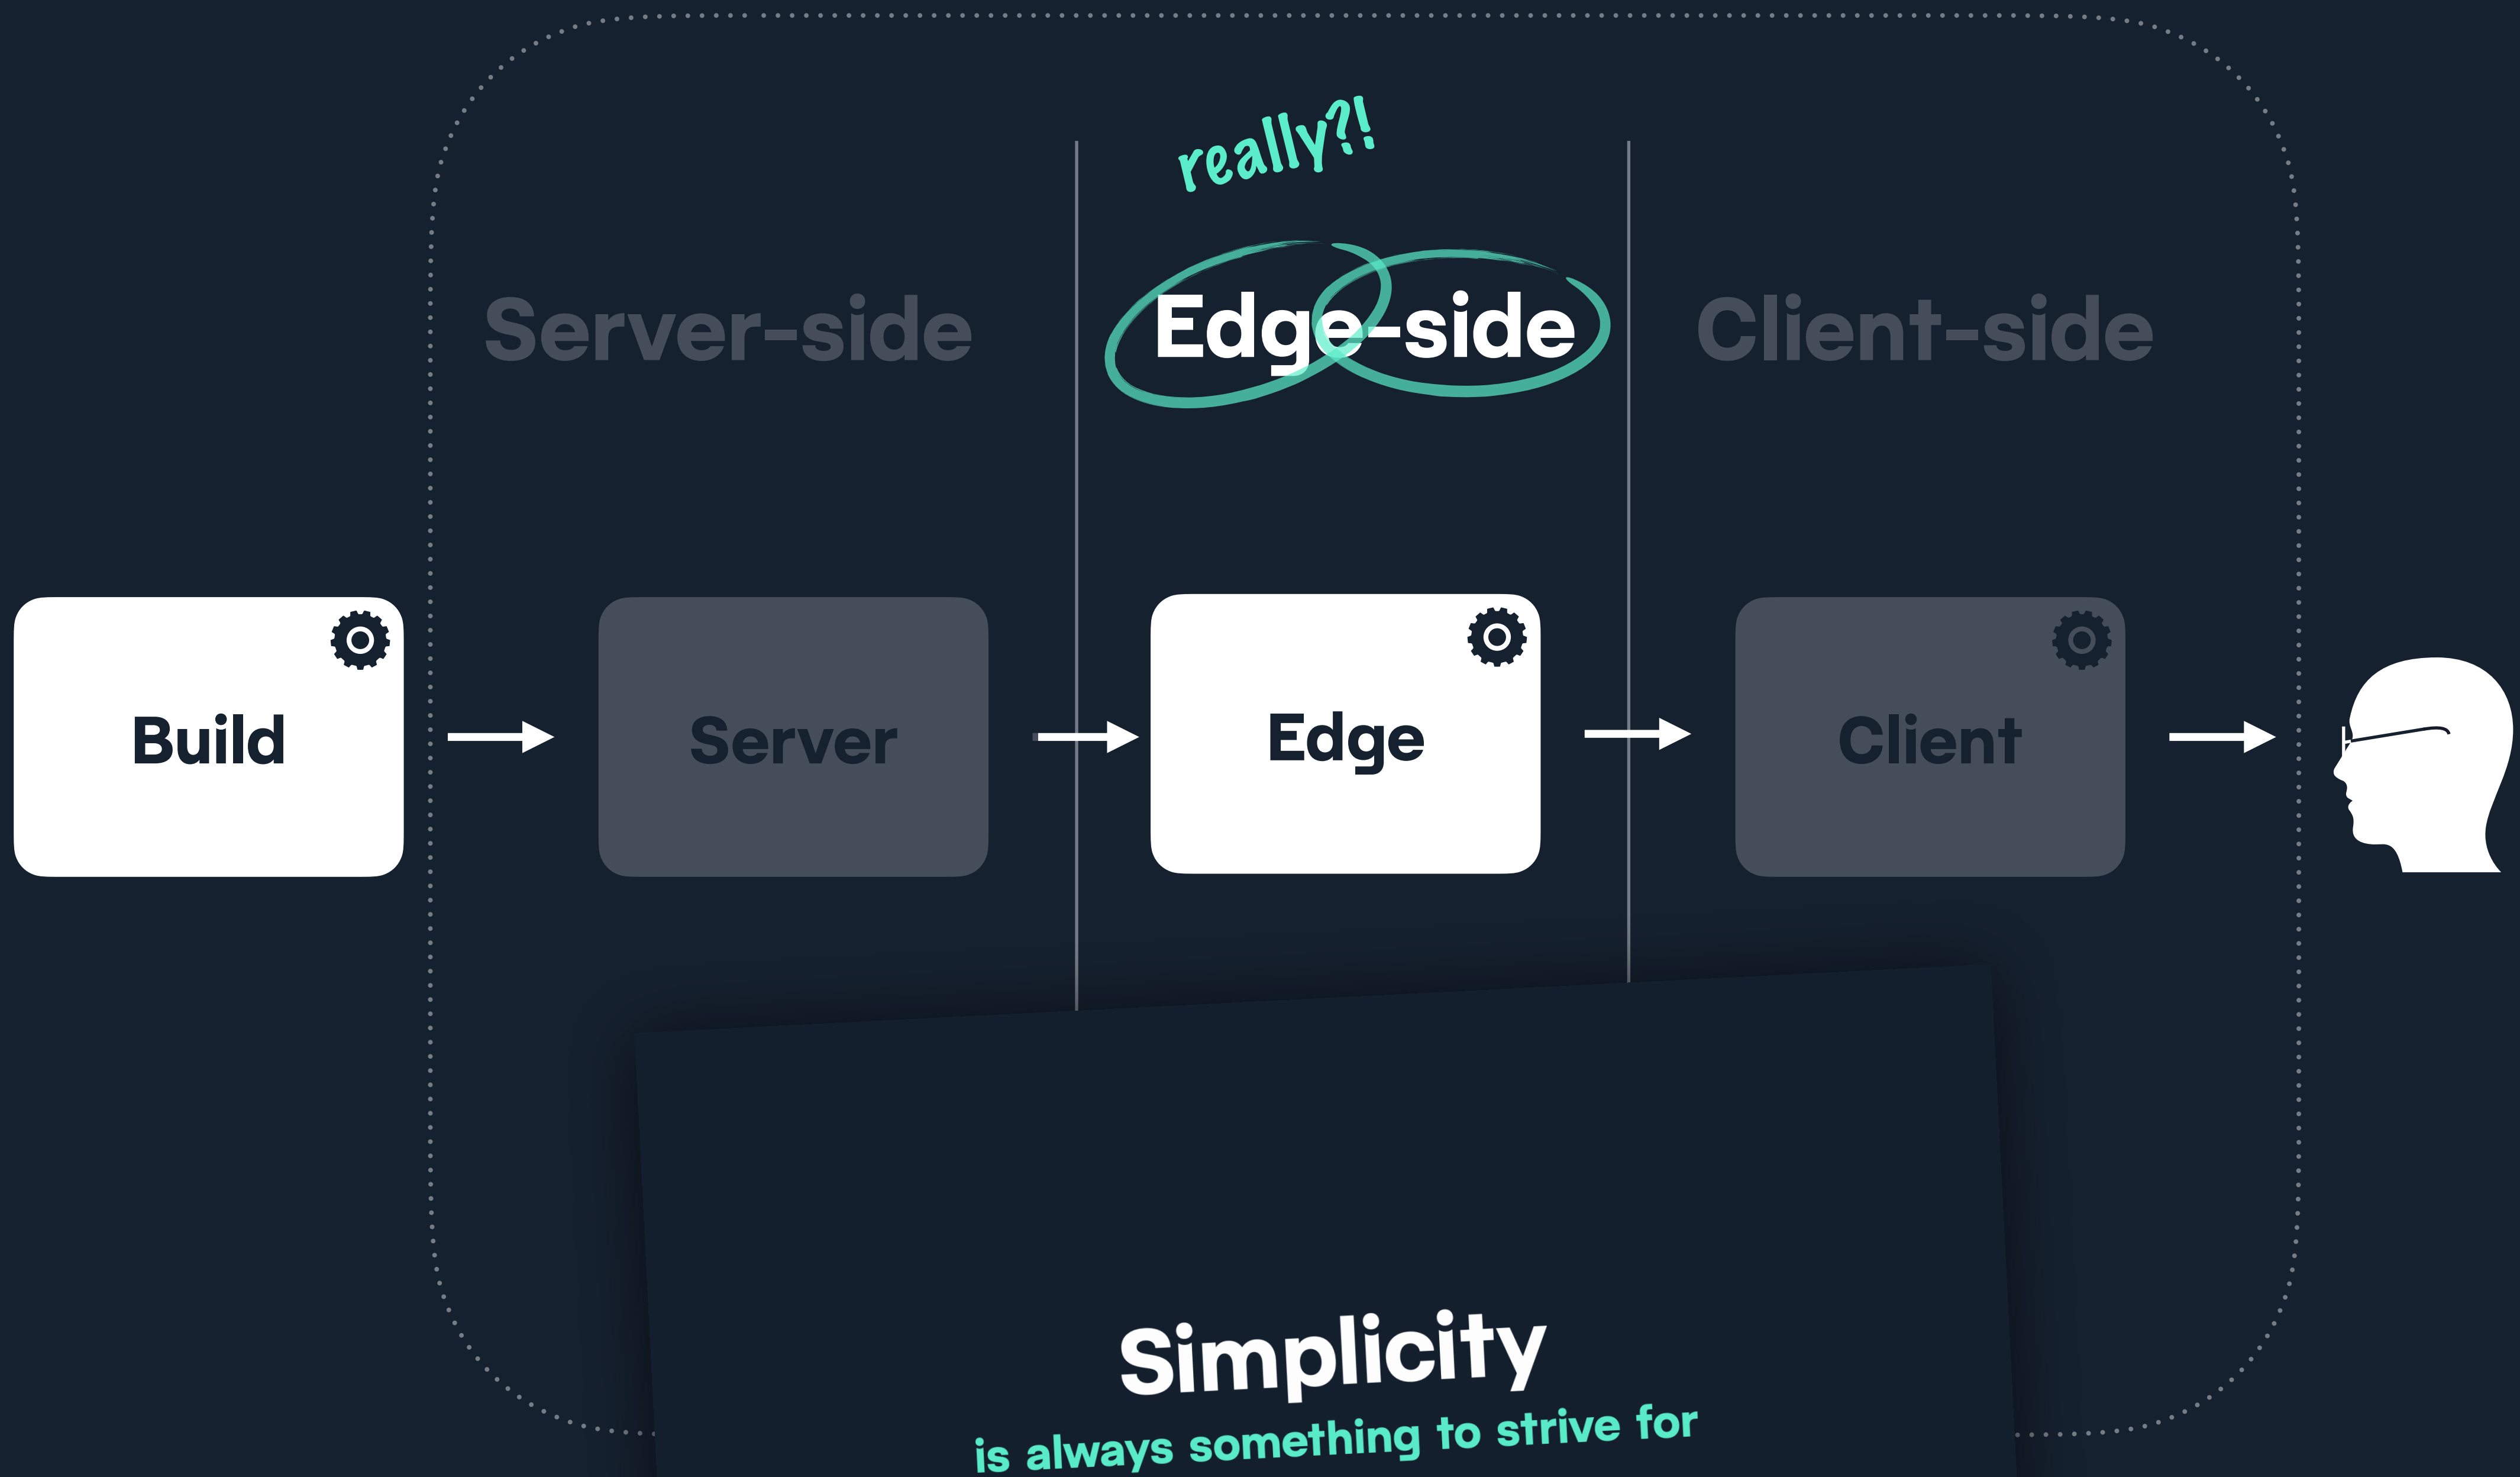 really?!
Server-side
Edge-side
Client-side
Build
Server
Edge
Client
Simplicity
is always something to strive for